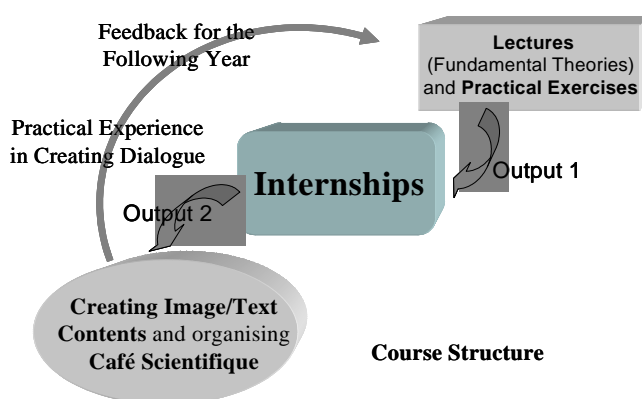 Feedback for the
Following Year
Lectures
(Fundamental Theories)
and Practical Exercises
Practical Experience
in Creating Dialogue
Output 1
Internships
Output 2
Creating Image/Text
Contents and organising
Café Scientifique
Course Structure